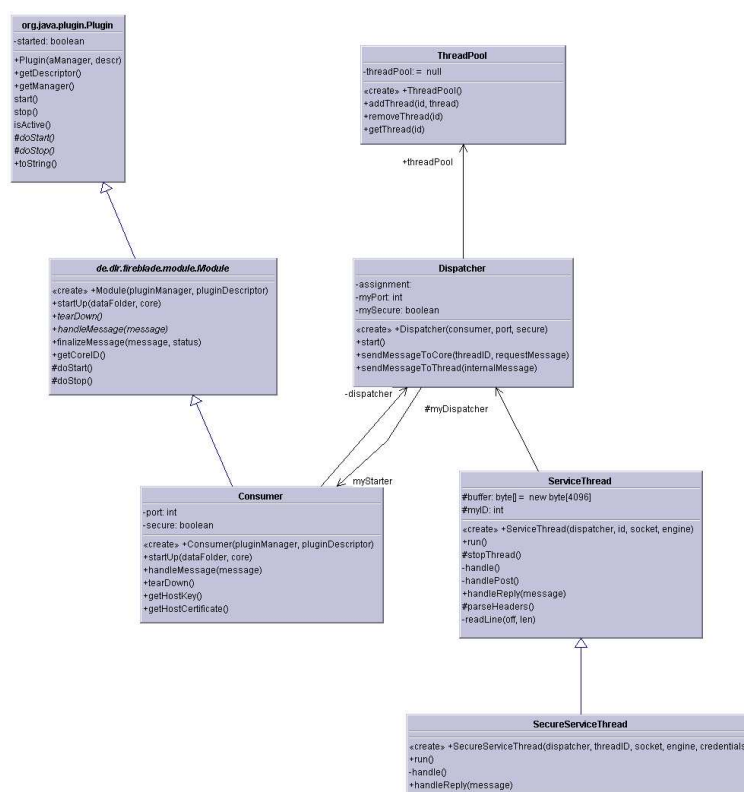 org.java.plugin.Plugin
-started: boolean
+Plugin(aManager, descr)
+getDescriptor()
+getManager()
start()
stop()
isActive()
#doStart()
#doStop()
+toString()
ThreadPool
-threadPool: = null
«create» +ThreadPool()
+addThread(id, thread)
+removeThread(id)
+getThread(id)
+threadPool
de.dlr.fireblade.module.Module
«create» +Module(pluginManager, pluginDescriptor)
+startUp(dataFolder, core)
+tearDown()
+handleMessage(message)
+finalizeMessage(message, status)
+getCoreID()
#doStart()
#doStop()
Dispatcher
-assignment:
-myPort: int
-mySecure: boolean
«create» +Dispatcher(consumer, port, secure)
+start()
+sendMessageToCore(threadID, requestMessage)
+sendMessageToThread(internalMessage)
-dispatcher
#myDispatcher
myStarter
Consumer
-port: int
-secure: boolean
«create» +Consumer(pluginManager, pluginDescriptor)
+startUp(dataFolder, core)
+handleMessage(message)
+tearDown()
+getHostKey()
+getHostCertificate()
ServiceThread
#buffer: byte[] = new byte[4096]
#myID: int
«create» +ServiceThread(dispatcher, id, socket, engine)
+run()
#stopThread()
-handle()
-handlePost()
+handleReply(message)
#parseHeaders()
-readLine(off, len)
SecureServiceThread
«create» +SecureServiceThread(dispatcher, threadID, socket, engine, credentials
+run()
-handle()
+handleReply(message)